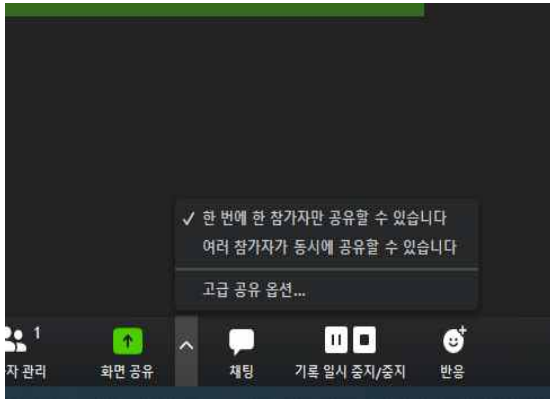 한 번에 한 참가자만 공유할 수 있습니다
여러 참가자가 동시에 공유할 수 있습니다
고급 공유 옵션...
1
자 관리
화면 공유
채팅
기록 일시 중지/중지
반응